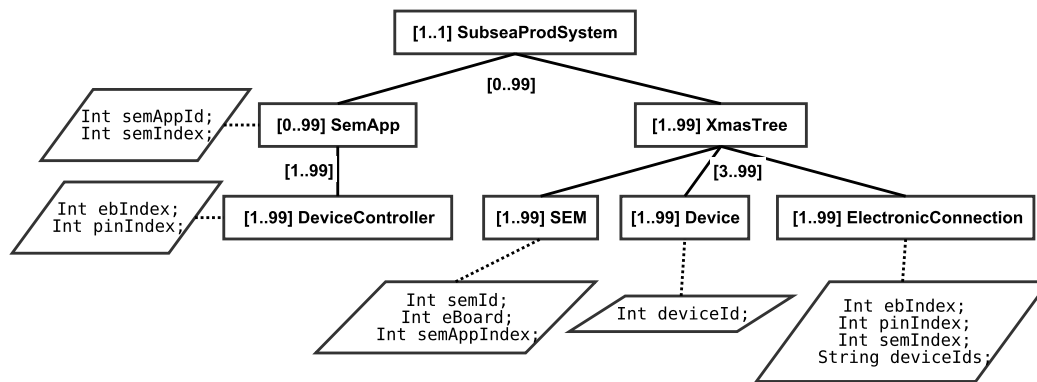 [1..1] SubseaProdSystem
[0..99]
Int semAppId;
Int semIndex;
[0..99] SemApp
[1..99] XmasTree
[1..99]
[3..99]
Int ebIndex;
Int pinIndex;
[1..99] DeviceController
[1..99] SEM
[1..99] Device
[1..99] ElectronicConnection
Int semId;
Int eBoard;
Int semAppIndex;
Int deviceId;
Int ebIndex;
Int pinIndex;
Int semIndex;
String deviceIds;